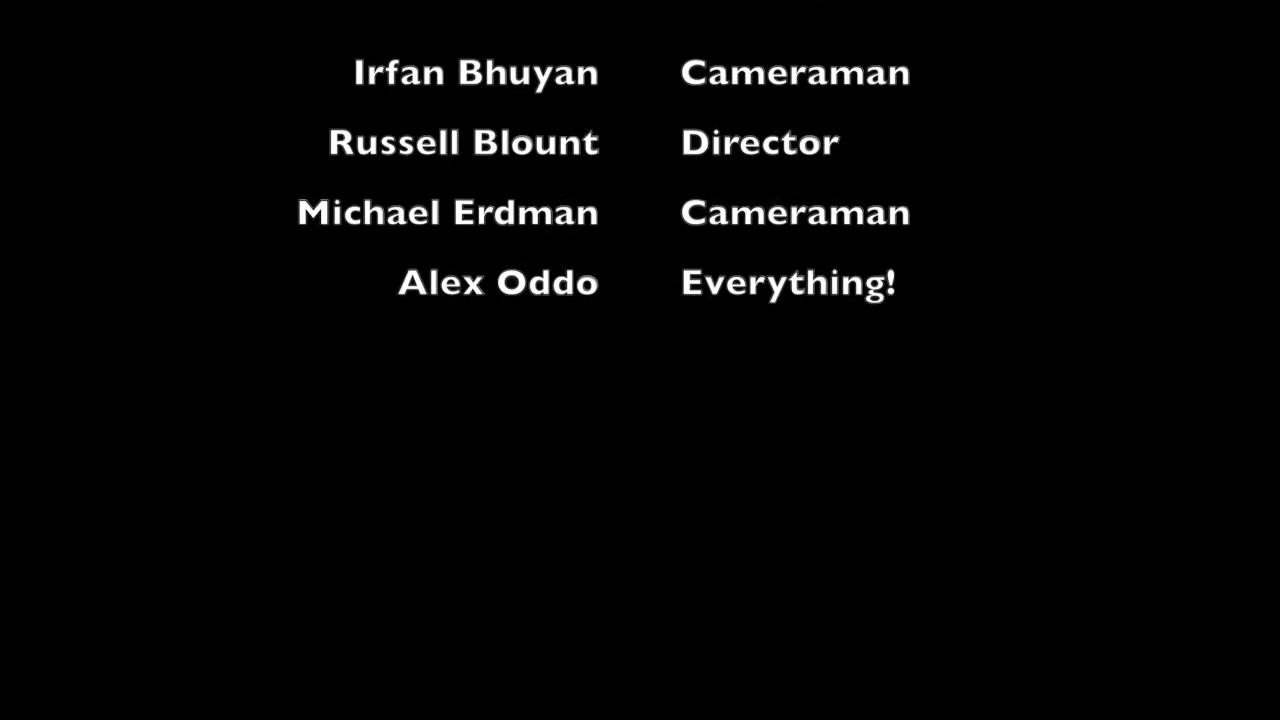 Irfan Bhuyan Cameraman
Russell Blount Director
Michael Erdman Cameraman
Alex Oddo Everything!